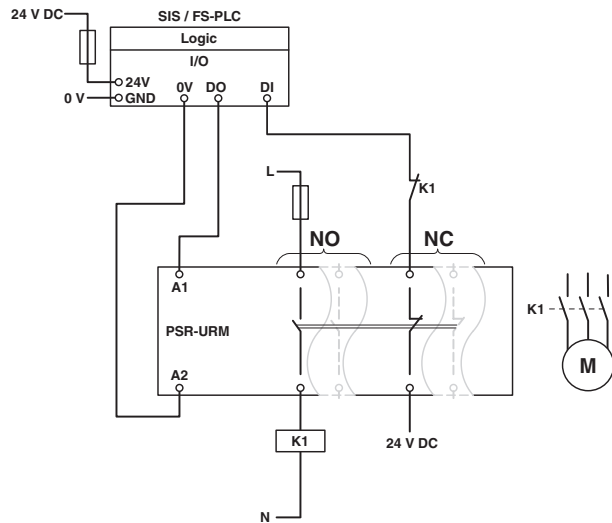 SIS / FS-PLC
24 V DC
Logic
I/O
24V
0 V
GND
0V
DO
DI
L
K1
NO
NC
A1
PSR-URM
K1
M
A2
K1
24 V DC
N